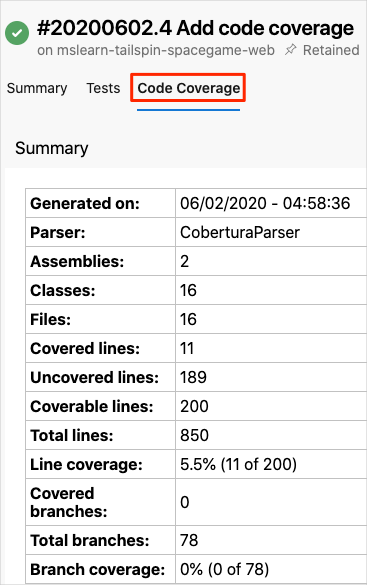 #20200602.4 Add code coverage
on mslearn-tailspin-spacegame-web Retained
Summary Tests Code Coverage
Summary
Generated on: 06/02/2020 - 04:58:36
Parser: CoberturaParser
Assemblies: 2
Classes: 16
Files: 16
Covered lines: 11
Uncovered lines: 189
Coverable lines: 200
Total lines: 850
Line coverage: 5.5% (11 of 200)
Covered
branches: 0
Total branches: 78
Branch coverage: 0% (0 of 78)